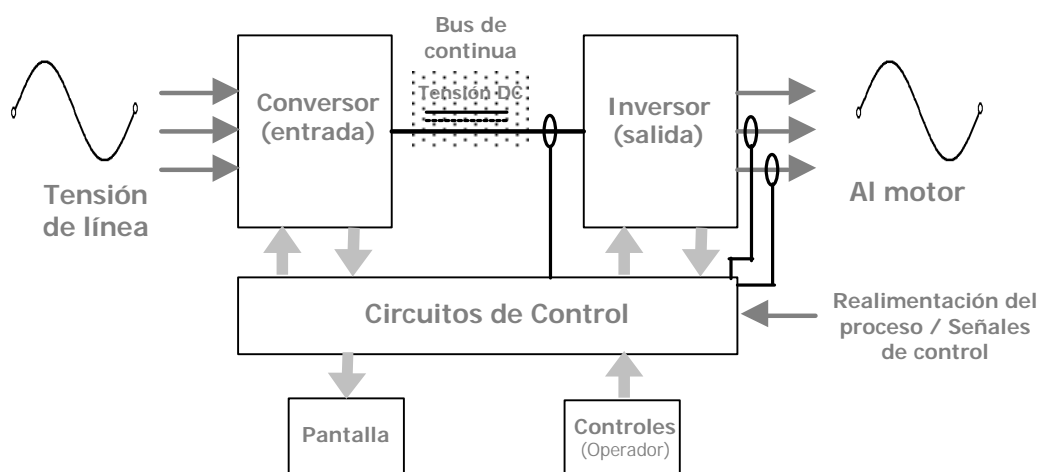 Bus de
continua
Tensión DC
Conversor
(entrada)
Inversor
(salida)
Tensión
de línea
Al motor
Circuitos de Control
Realimentación del
proceso / Señales
de control
Pantalla
Controles
(Operador)